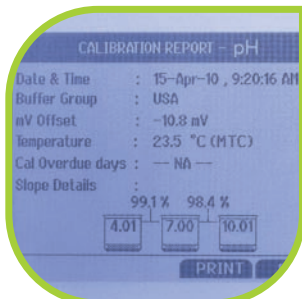 CALIBRATION REPORT - pH
Date & Time : 15-Apr-10 , 9:20:16 AM
Buffer Group : USA
mV Offset : -10.8 mV
Temperature : 23.5 °C (MTC)
Cal Overdue days : -- NA --
Slope Details :
99.1 % 98.4 %
4.01 7.00 10.01
PRINT